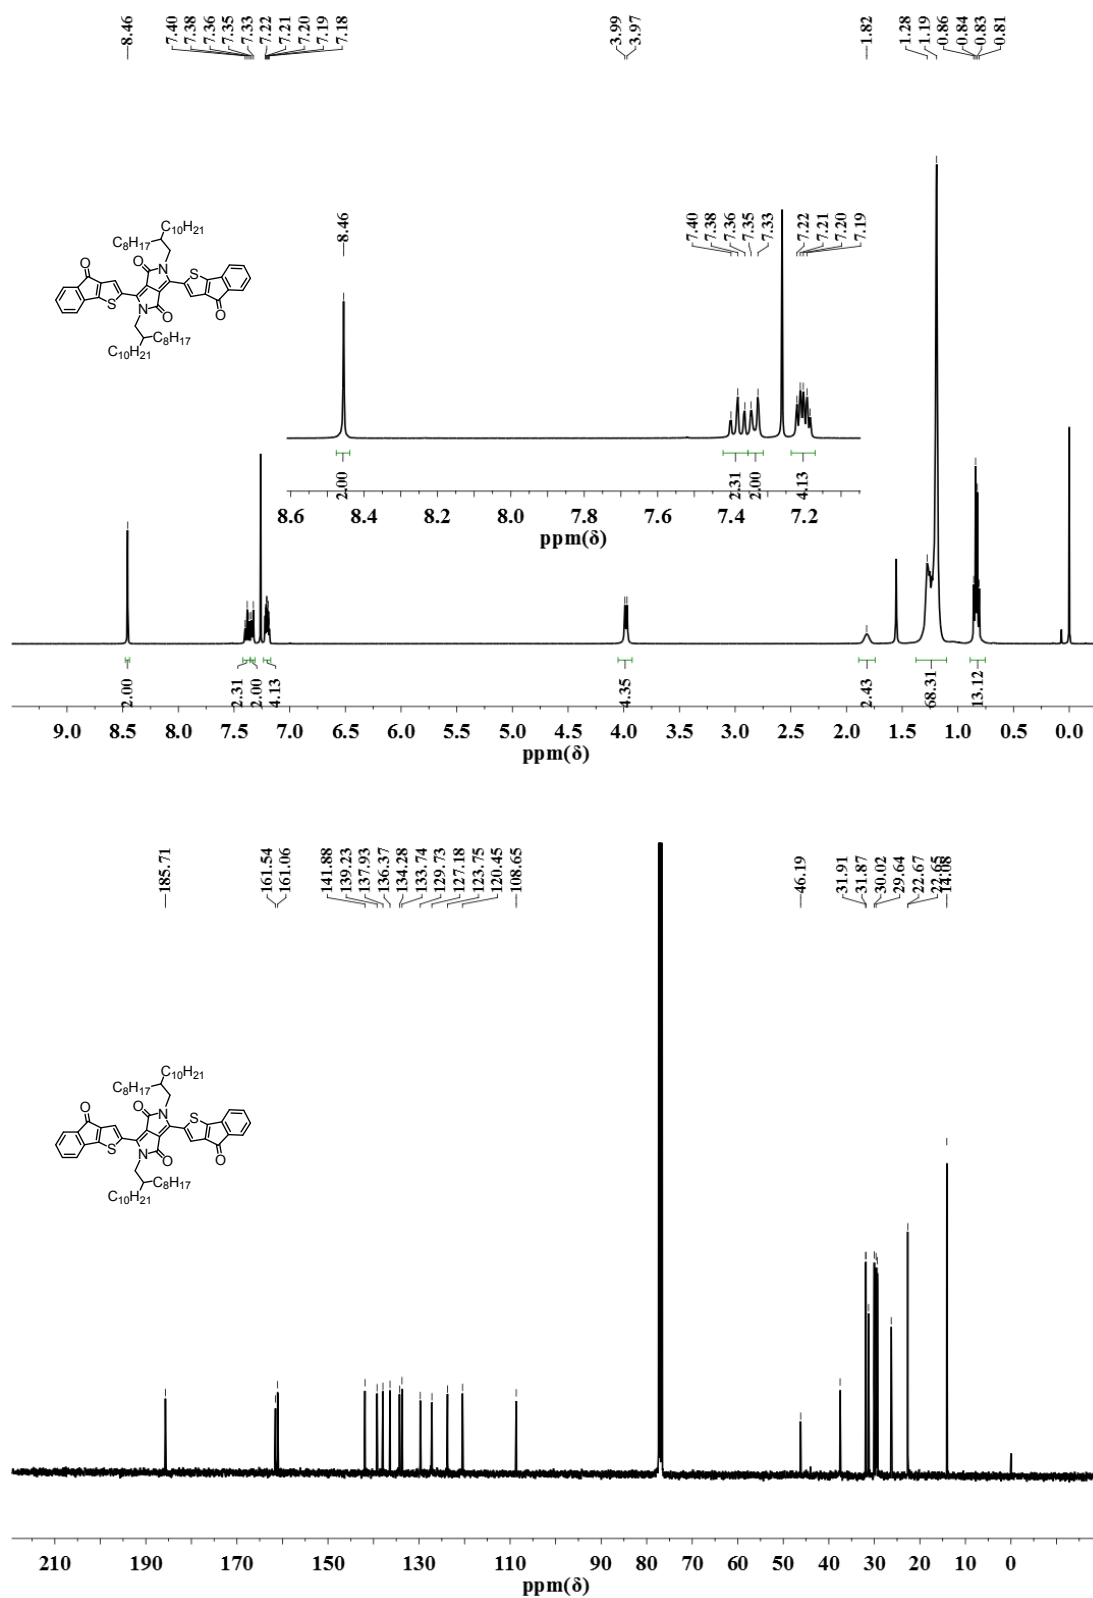 8.46
7.40
7.38
7.36
7.35
7.33
7.22
7.21
7.20
7.19
7.18
3.99
3.97
1.82
1.28
1.19
0.86
0.84
0.83
0.81
C10H21
C8H17
O
O
N
S
S
N
O
O
C8H17
C10H21
8.46
7.40
7.38
7.36
7.35
7.33
7.22
7.21
7.20
7.19
2.00
2.31
2.00
4.13
8.6 8.4 8.2 8.0 7.8 7.6 7.4 7.2
ppm(δ)
2.00
2.31
2.00
4.13
4.35
2.43
68.31
13.12
9.0 8.5 8.0 7.5 7.0 6.5 6.0 5.5 5.0 4.5 4.0 3.5 3.0 2.5 2.0 1.5 1.0 0.5 0.0
ppm(δ)
185.71
161.54
161.06
141.88
139.23
137.93
136.37
134.28
133.74
129.73
127.18
123.75
120.45
108.65
46.19
31.91
31.87
30.02
29.64
22.67
22.65
14.08
C10H21
C8H17
O
O
N
S
S
N
O
O
C8H17
C10H21
210 190 170 150 130 110 90 80 70 60 50 40 30 20 10 0
ppm(δ)